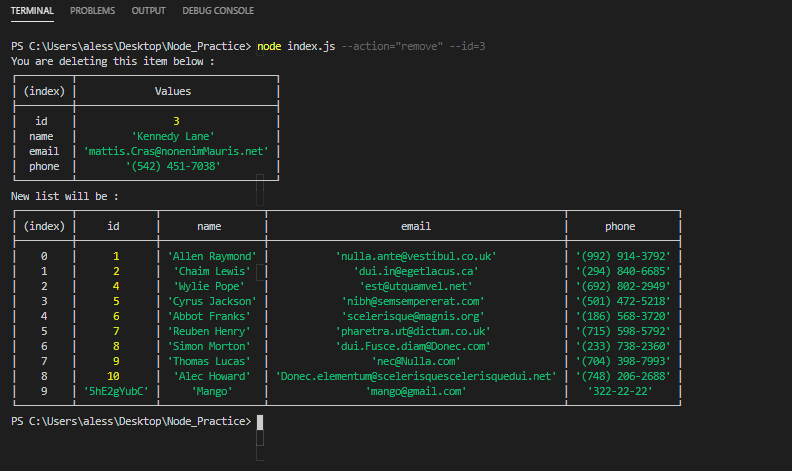 TERMINAL PROBLEMS OUTPUT DEBUG CONSOLE
PS C:\Users\aless\Desktop\Node_Practice> node index.js --action="remove" --id=3
You are deleting this item below :
(index) Values
id 3
name 'Kennedy Lane'
email 'mattis.Cras@nonenimMauris.net'
phone '(542) 451-7038'
New list will be :
(index) id name email phone
0 1 'Allen Raymond' 'nulla.ante@vestibul.co.uk' '(992) 914-3792'
1 2 'Chaim Lewis' 'dui.in@egetlacus.ca' '(294) 840-6685'
2 4 'Wylie Pope' 'est@utquamvel.net' '(692) 802-2949'
3 5 'Cyrus Jackson' 'nibh@semsempererat.com' '(501) 472-5218'
4 6 'Abbot Franks' 'scelerisque@magnis.org' '(186) 568-3720'
5 7 'Reuben Henry' 'pharetra.ut@dictum.co.uk' '(715) 598-5792'
6 8 'Simon Morton' 'dui.Fusce.diam@Donec.com' '(233) 738-2360'
7 9 'Thomas Lucas' 'nec@Nulla.com' '(704) 398-7993'
8 10 'Alec Howard' 'Donec.elementum@scelerisquescelerisquedui.net' '(748) 206-2688'
9 '5hE2gYubC' 'Mango' 'mango@gmail.com' '322-22-22'
PS C:\Users\aless\Desktop\Node_Practice>